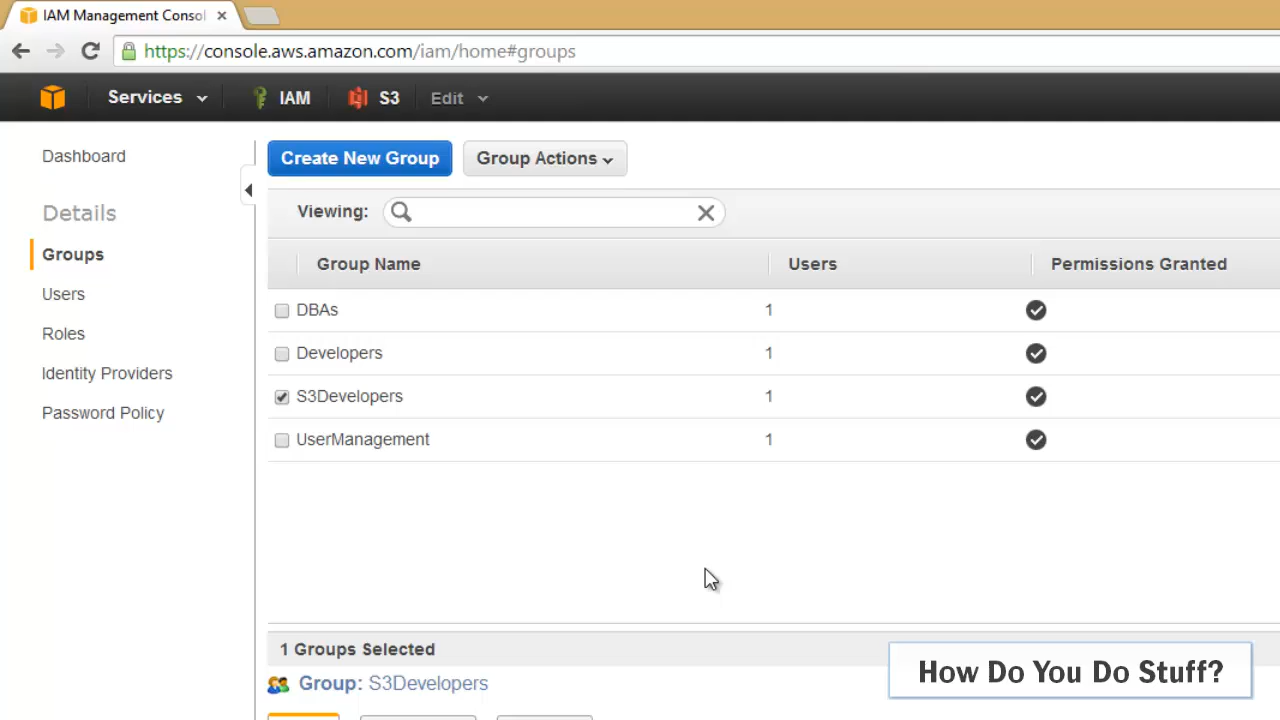 IAM Management Consol
https://console.aws.amazon.com/iam/home#groups
Services IAM S3 Edit
Dashboard
Details
Groups
Users
Roles
Identity Providers
Password Policy
Create New Group Group Actions
Viewing:
Group Name Users Permissions Granted
DBAs 1
Developers 1
S3Developers 1
UserManagement 1
1 Groups Selected
Group: S3Developers
How Do You Do Stuff?